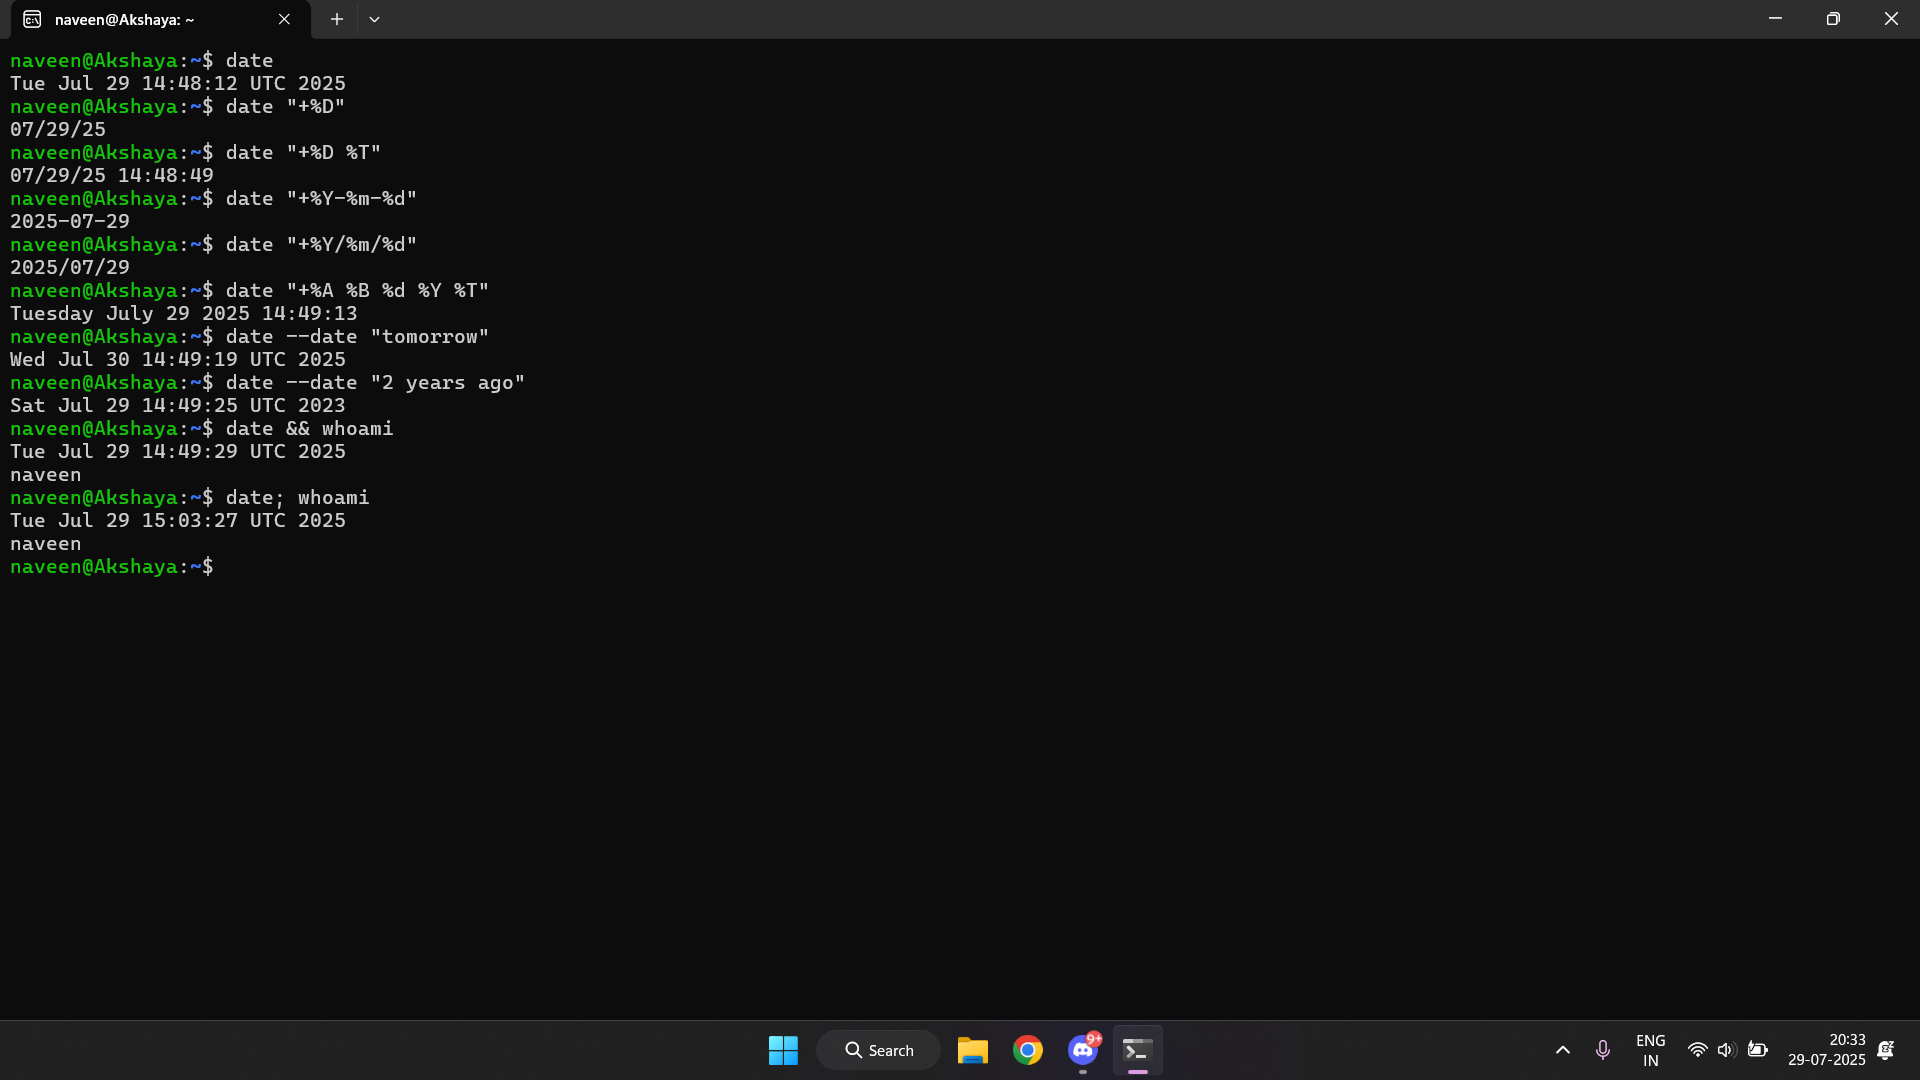 naveen@Akshaya: ~
naveen@Akshaya:~$ date
Tue Jul 29 14:48:12 UTC 2025
naveen@Akshaya:~$ date "+%D"
07/29/25
naveen@Akshaya:~$ date "+%D %T"
07/29/25 14:48:49
naveen@Akshaya:~$ date "+%Y-%m-%d"
2025-07-29
naveen@Akshaya:~$ date "+%Y/%m/%d"
2025/07/29
naveen@Akshaya:~$ date "+%A %B %d %Y %T"
Tuesday July 29 2025 14:49:13
naveen@Akshaya:~$ date --date "tomorrow"
Wed Jul 30 14:49:19 UTC 2025
naveen@Akshaya:~$ date --date "2 years ago"
Sat Jul 29 14:49:25 UTC 2023
naveen@Akshaya:~$ date && whoami
Tue Jul 29 14:49:29 UTC 2025
naveen
naveen@Akshaya:~$ date; whoami
Tue Jul 29 15:03:27 UTC 2025
naveen
naveen@Akshaya:~$
Search
9+
ENG
IN
20:33
29-07-2025